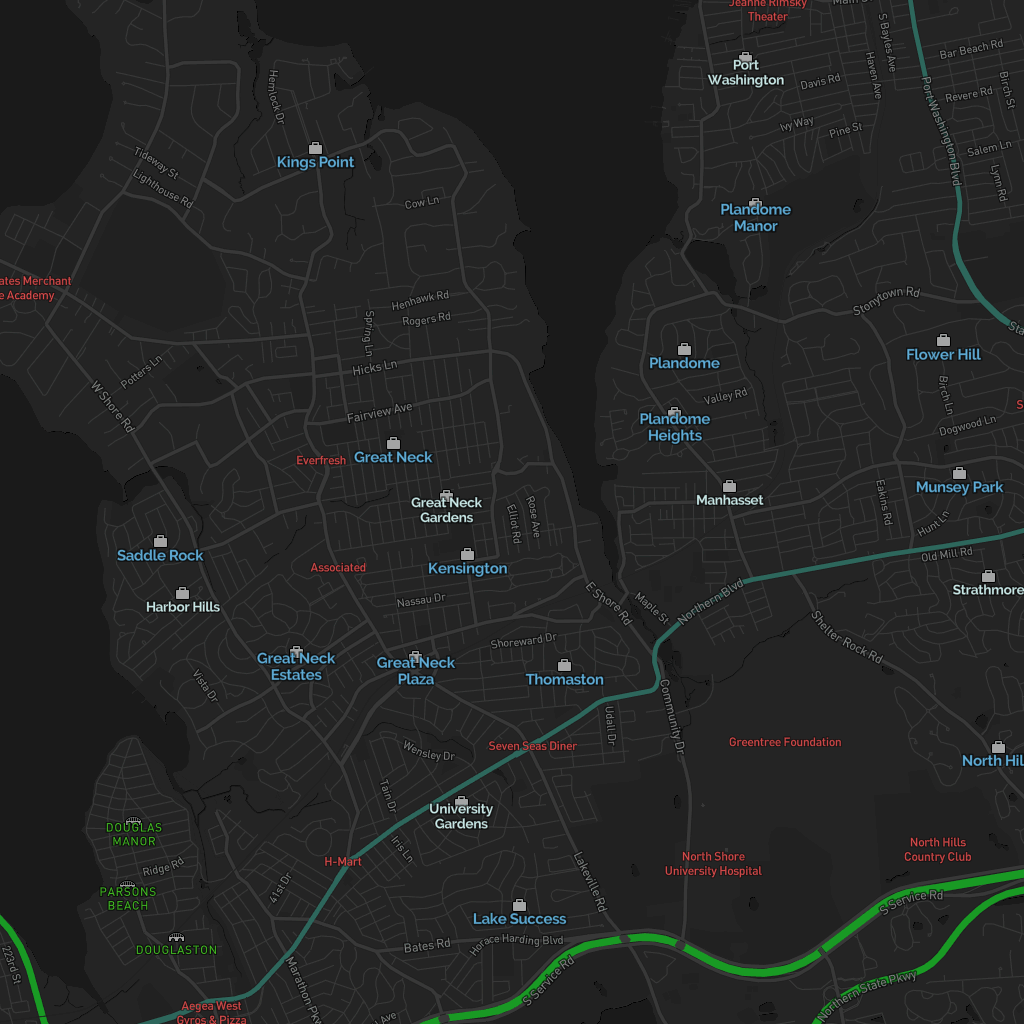 Jeanne Rimsky
Theater
Main St
S Bayles Ave
Bar Beach Rd
Port
Washington
Haven Ave
Davis Rd
Birch St
Revere Rd
Port Washington Blvd
Hemlock Dr
Ivy Way
Pine St
Salem Ln
Kings Point
Tideway St
Lighthouse Rd
Lynn Rd
Cow Ln
Plandome
Manor
ates Merchant
e Academy
Henhawk Rd
Rogers Rd
Spring Ln
Stonytown Rd
Sta
Flower Hill
Plandome
Hicks Ln
Potters Ln
W Shore Rd
Birch Ln
Valley Rd
Fairview Ave
S
Plandome
Heights
Dogwood Ln
Everfresh
Great Neck
Munsey Park
Great Neck
Gardens
Manhasset
Elliot Rd
Rose Ave
Eakins Rd
Hunt Ln
Saddle Rock
Associated
Kensington
Old Mill Rd
Harbor Hills
Nassau Dr
E Shore Rd
Maple St
Northern Blvd
Strathmore
Shelter Rock Rd
Shoreward Dr
Great Neck
Estates
Great Neck
Plaza
Thomaston
Vista Dr
Community Dr
Udall Dr
Wensley Dr
Seven Seas Diner
Greentree Foundation
North Hil
Tain Dr
University
Gardens
DOUGLAS
MANOR
Iris Ln
North Hills
Country Club
H-Mart
North Shore
University Hospital
Ridge Rd
41st Dr
Lakeville Rd
PARSONS
BEACH
S Service Rd
Lake Success
DOUGLASTON
Bates Rd
Horace Harding Blvd
223rd St
Marathon Pkwy
S Service Rd
Northern State Pkwy
Aegea West
Gyros & Pizza
Ave